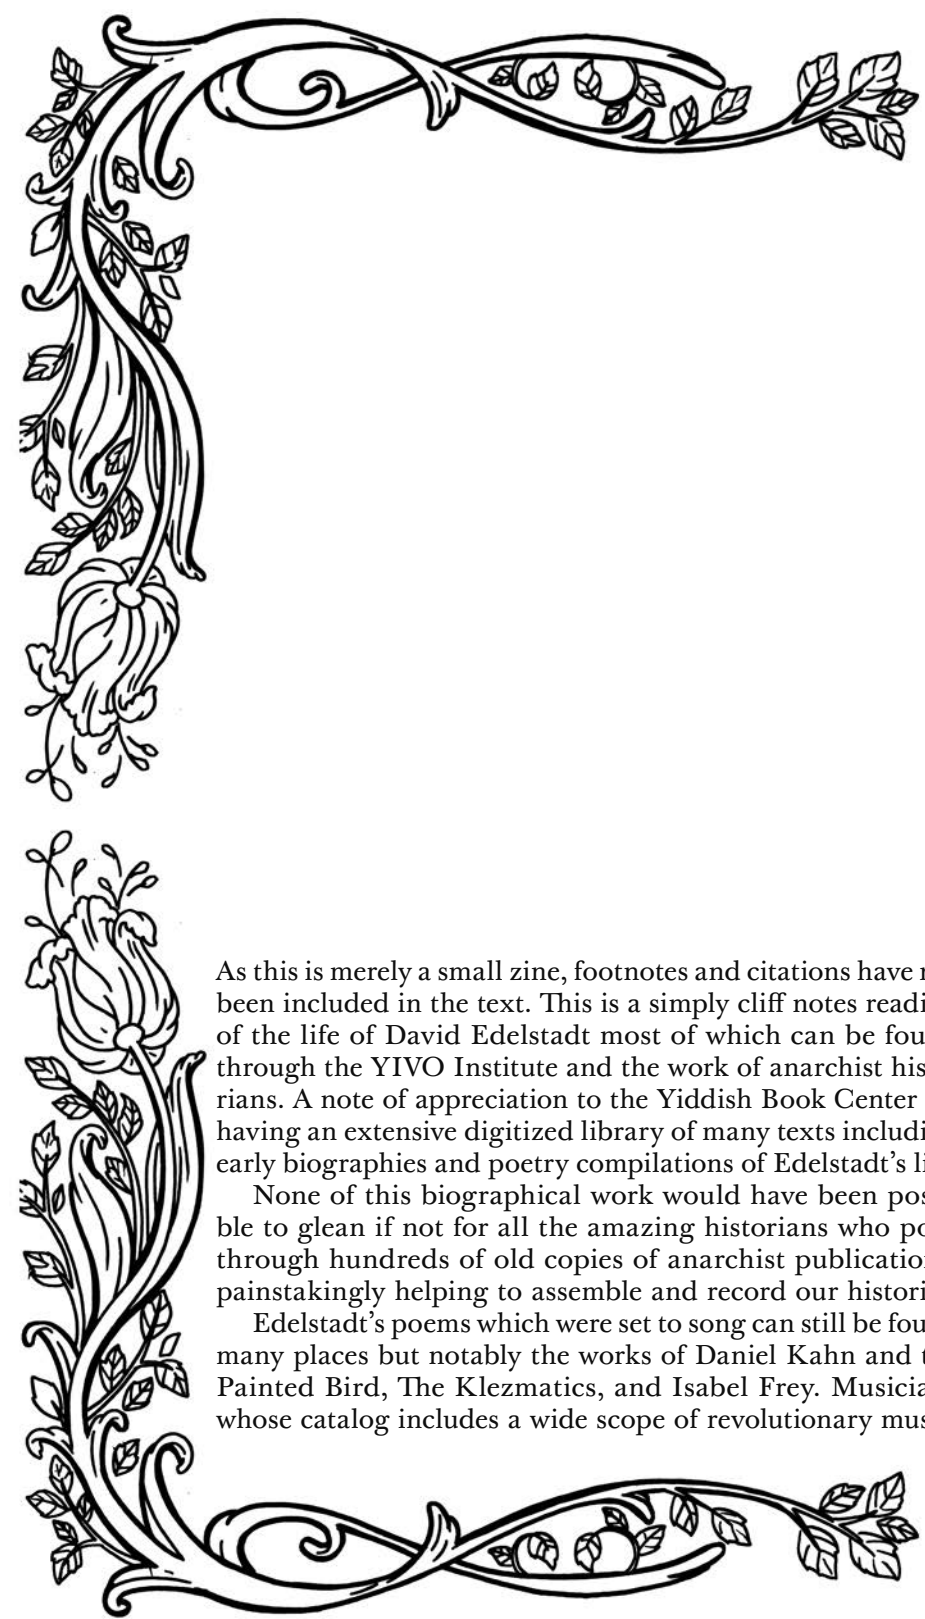 As this is merely a small zine, footnotes and citations have
been included in the text. This is a simply cliff notes readi
of the life of David Edelstadt most of which can be fou
through the YIVO Institute and the work of anarchist his
rians. A note of appreciation to the Yiddish Book Center
having an extensive digitized library of many texts includi
early biographies and poetry compilations of Edelstadt’s li
None of this biographical work would have been pos
ble to glean if not for all the amazing historians who po
through hundreds of old copies of anarchist publication
painstakingly helping to assemble and record our histori
Edelstadt’s poems which were set to song can still be fou
many places but notably the works of Daniel Kahn and t
Painted Bird, The Klezmatics, and Isabel Frey. Musicia
whose catalog includes a wide scope of revolutionary mus